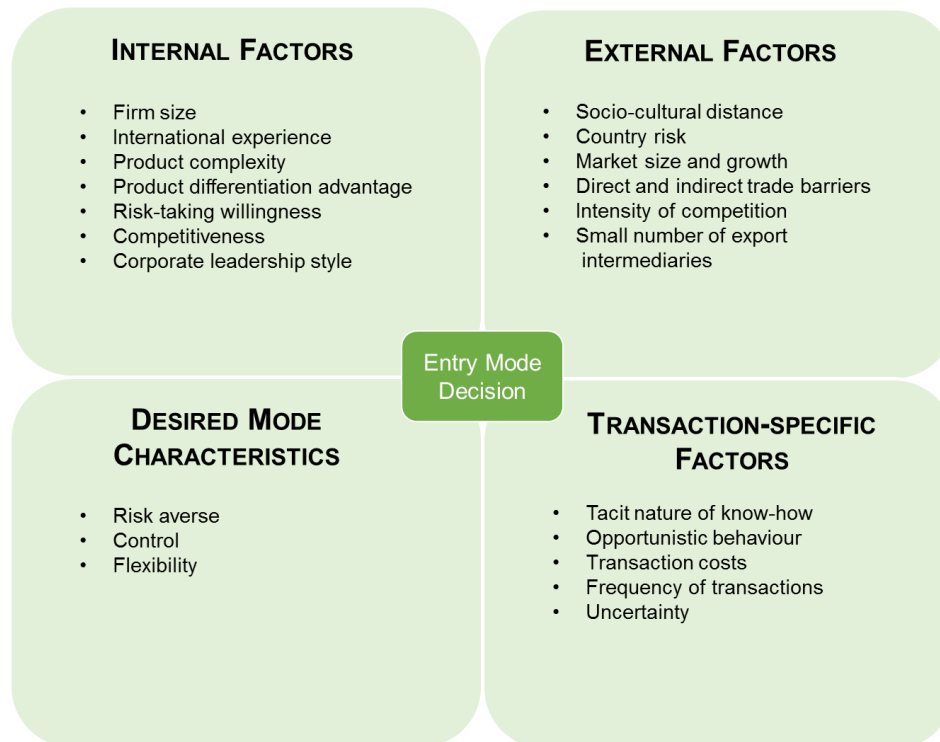 INTERNAL FACTORS
• Firm size
• International experience
• Product complexity
• Product differentiation advantage
• Risk-taking willingness
• Competitiveness
• Corporate leadership style
EXTERNAL FACTORS
• Socio-cultural distance
• Country risk
• Market size and growth
• Direct and indirect trade barriers
• Intensity of competition
• Small number of export
intermediaries
Entry Mode
Decision
DESIRED MODE
CHARACTERISTICS
• Risk averse
• Control
• Flexibility
TRANSACTION-SPECIFIC
FACTORS
• Tacit nature of know-how
• Opportunistic behaviour
• Transaction costs
• Frequency of transactions
• Uncertainty